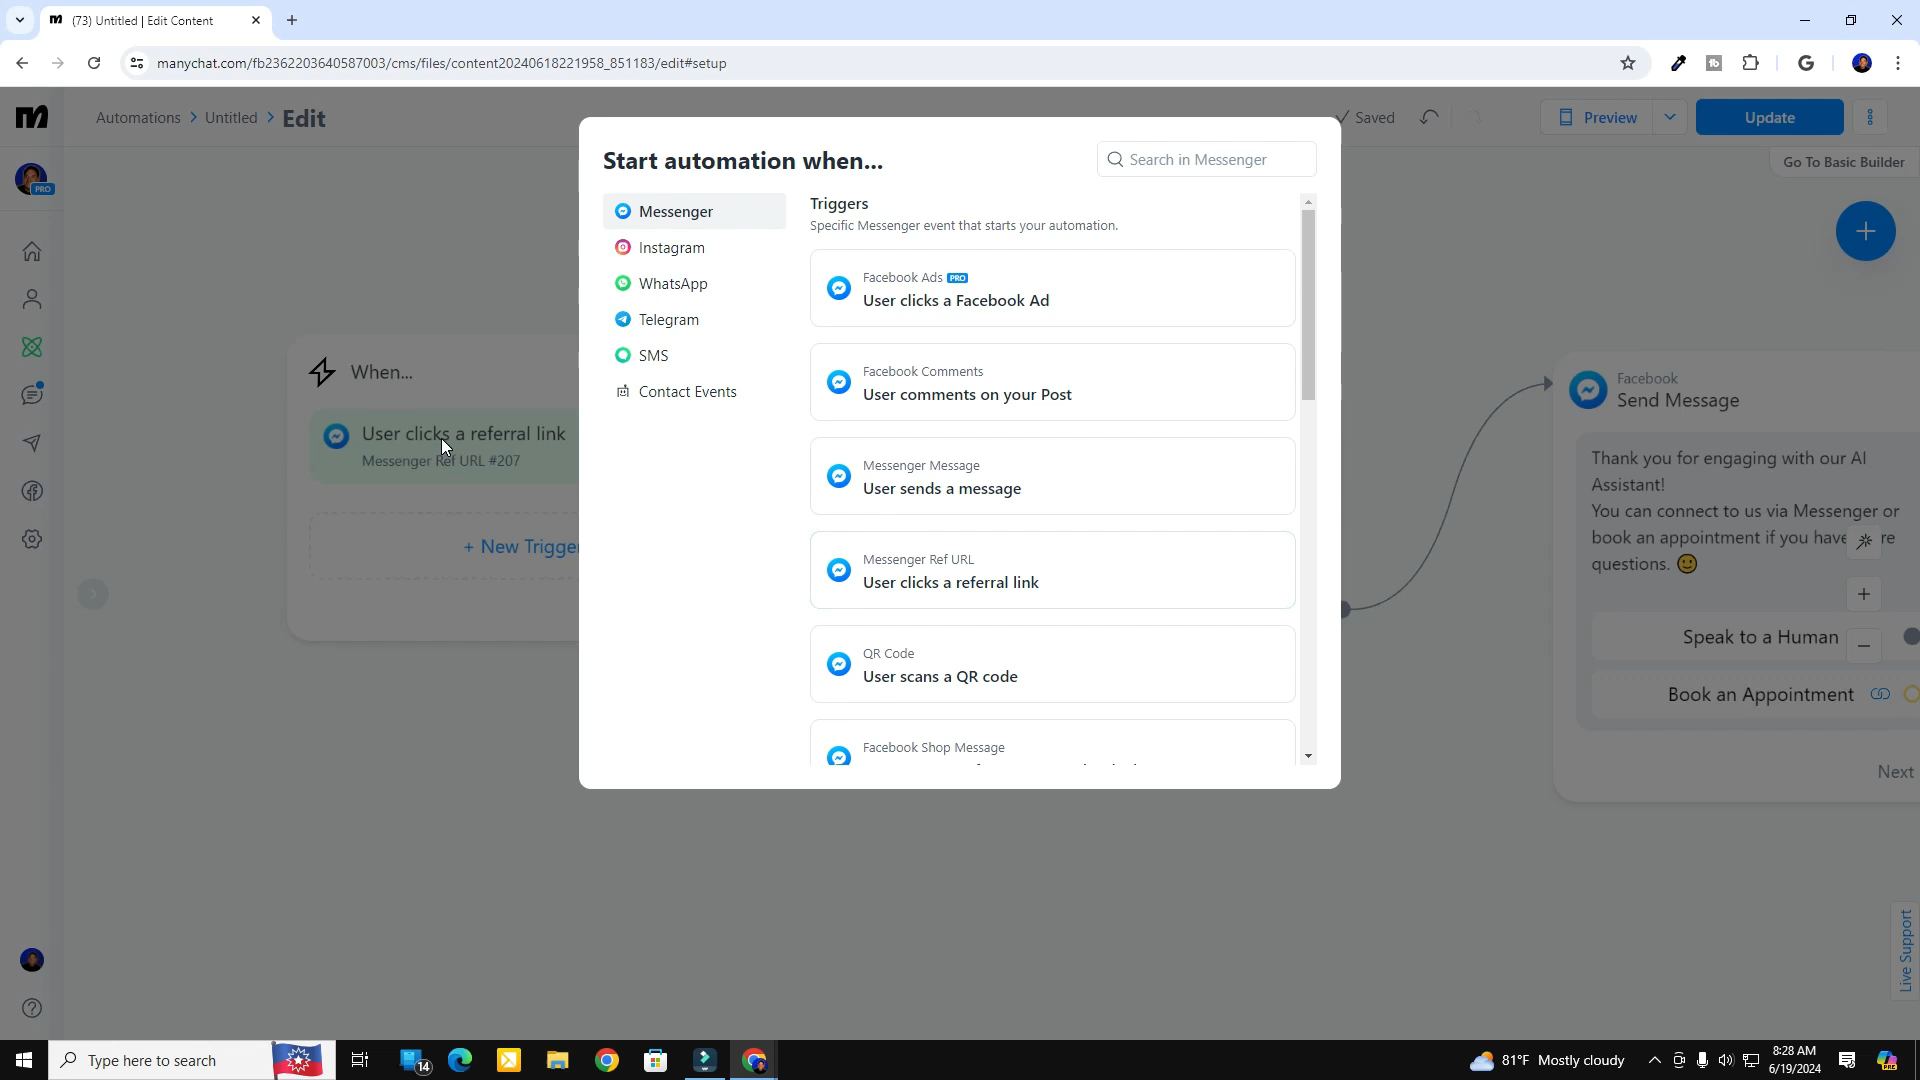 (73) Untitled | Edit Content
manychat.com/fb2362203640587003/cms/files/content20240618221958_851183/edit#setup
Automations > Untitled > Edit
Saved
Preview
Update
Go To Basic Builder
PRO
When...
User clicks a referral link
Messenger Ref URL #207
+ New Trigger
Start automation when...
Search in Messenger
Messenger
Instagram
WhatsApp
Telegram
SMS
Contact Events
Triggers
Specific Messenger event that starts your automation.
Facebook Ads PRO
User clicks a Facebook Ad
Facebook Comments
User comments on your Post
Messenger Message
User sends a message
Messenger Ref URL
User clicks a referral link
QR Code
User scans a QR code
Facebook Shop Message
Facebook
Send Message
Thank you for engaging with our AI
Assistant!
You can connect to us via Messenger or
book an appointment if you have
questions.
Speak to a Human
Book an Appointment
Next
Live Support
Type here to search
14
81°F Mostly cloudy
8:28 AM
6/19/2024